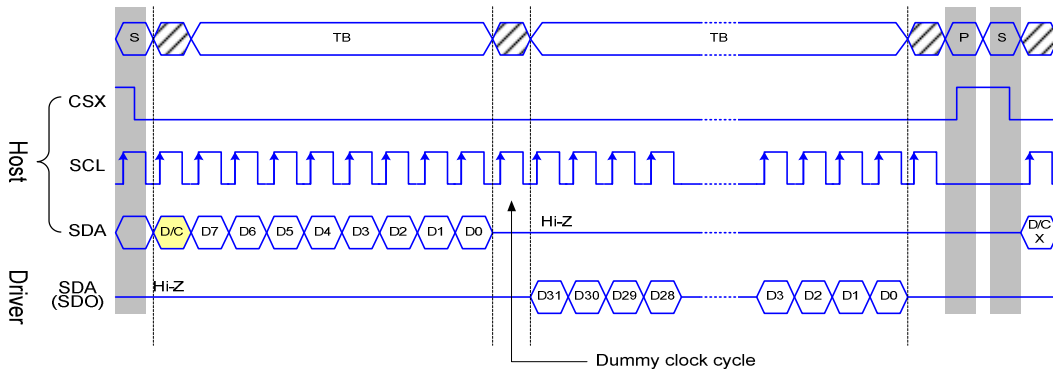 S TB TB P S
CSX
Host
SCL
SDA D/C D7 D6 D5 D4 D3 D2 D1 D0 Hi-Z D/C
X
Driver
SDA
(SDO)
Hi-Z D31 D30 D29 D28 D3 D2 D1 D0
Dummy clock cycle